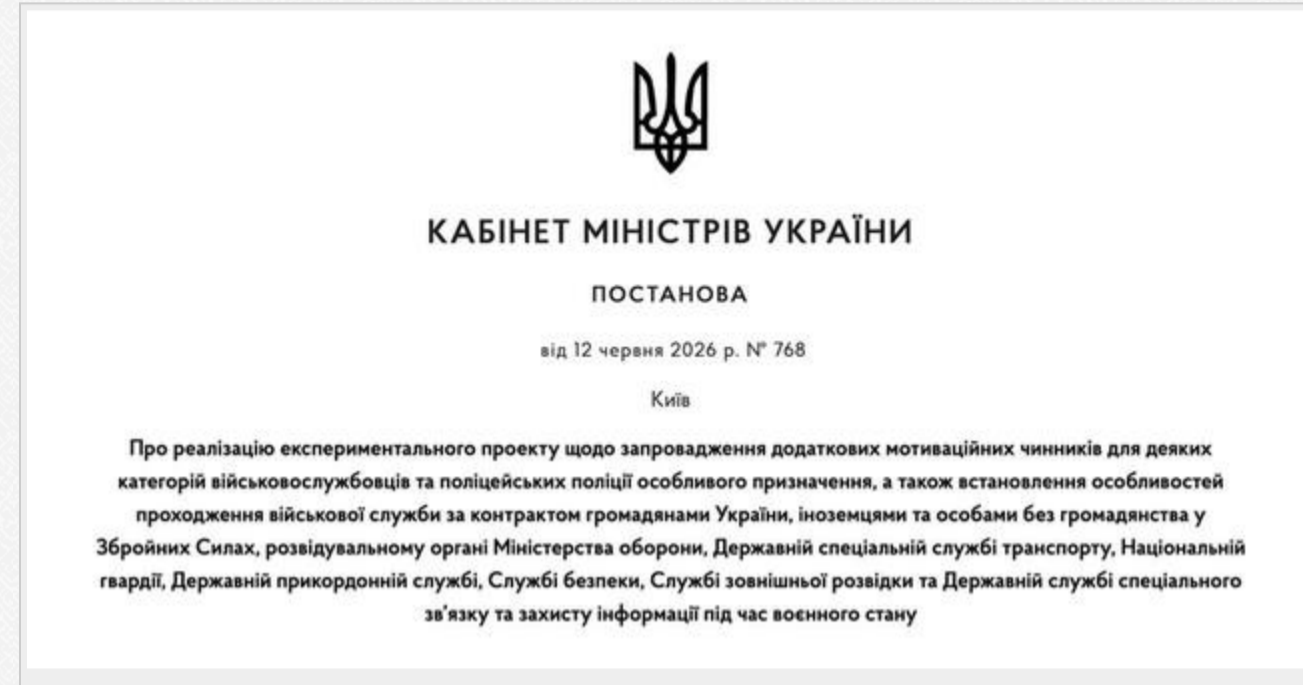 КАБІНЕТ МІНІСТРІВ УКРАЇНИ
ПОСТАНОВА
від 12 червня 2026 р. № 768
Київ
Про реалізацію експериментального проекту щодо запровадження додаткових мотиваційних чинників для деяких
категорій військовослужбовців та поліцейських поліції особливого призначення, а також встановлення особливостей
проходження військової служби за контрактом громадянами України, іноземцями та особами без громадянства у
Збройних Силах, розвідувальному органі Міністерства оборони, Державній спеціальній службі транспорту, Національній
гвардії, Державній прикордонній службі, Службі безпеки, Службі зовнішньої розвідки та Державній службі спеціального
зв’язку та захисту інформації під час воєнного стану